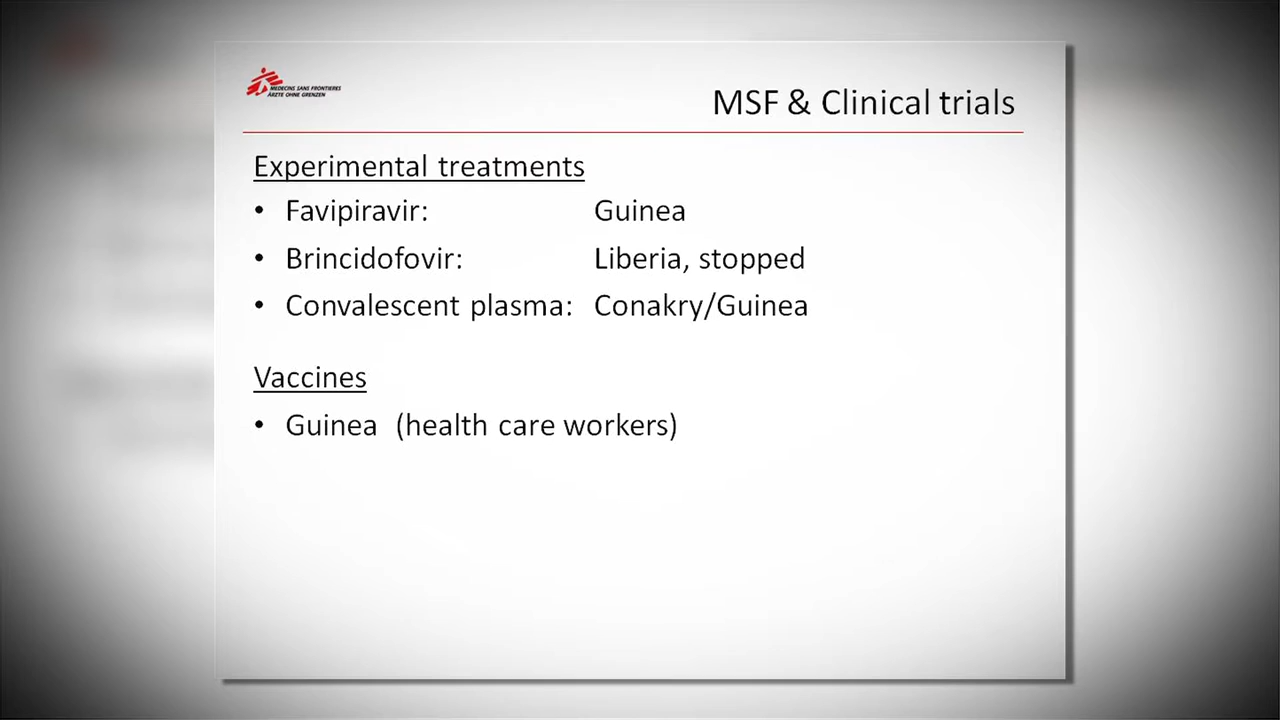 MEDECINS SANS FRONTIERES
ÄRZTE OHNE GRENZEN
MSF & Clinical trials
Experimental treatments
• Favipiravir: Guinea
• Brincidofovir: Liberia, stopped
• Convalescent plasma: Conakry/Guinea
Vaccines
• Guinea (health care workers)